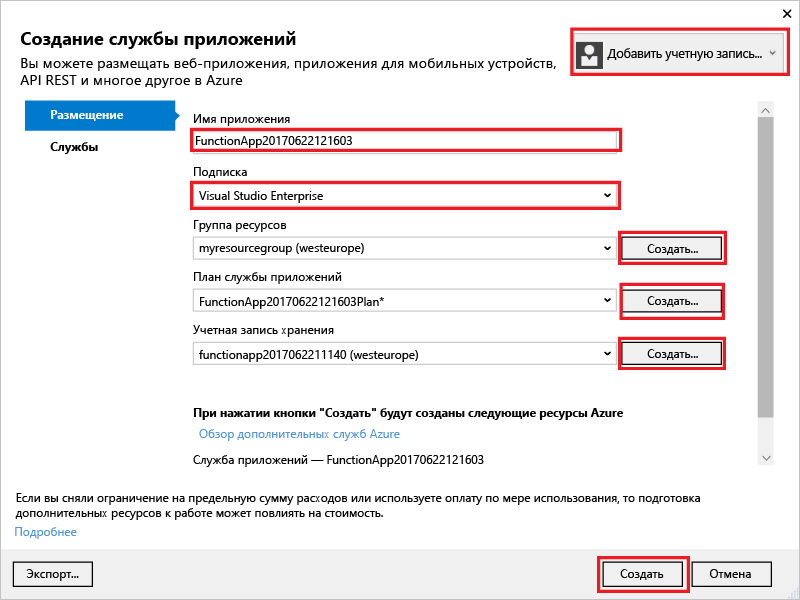 Создание службы приложений
Вы можете размещать веб-приложения, приложения для мобильных устройств,
API REST и многое другое в Azure
Добавить учетную запись...
Размещение
Службы
Имя приложения
FunctionApp20170622121603
Подписка
Visual Studio Enterprise
Группа ресурсов
myresourcegroup (westeurope)
Создать...
План службы приложений
FunctionApp20170622121603Plan*
Создать...
Учетная запись хранения
functionapp2017062211140 (westeurope)
Создать...
При нажатии кнопки "Создать" будут созданы следующие ресурсы Azure
Обзор дополнительных служб Azure
Служба приложений — FunctionApp20170622121603
Если вы сняли ограничение на предельную сумму расходов или используете оплату по мере использования, то подготовка
дополнительных ресурсов к работе может повлиять на стоимость.
Подробнее
Экспорт...
Создать
Отмена